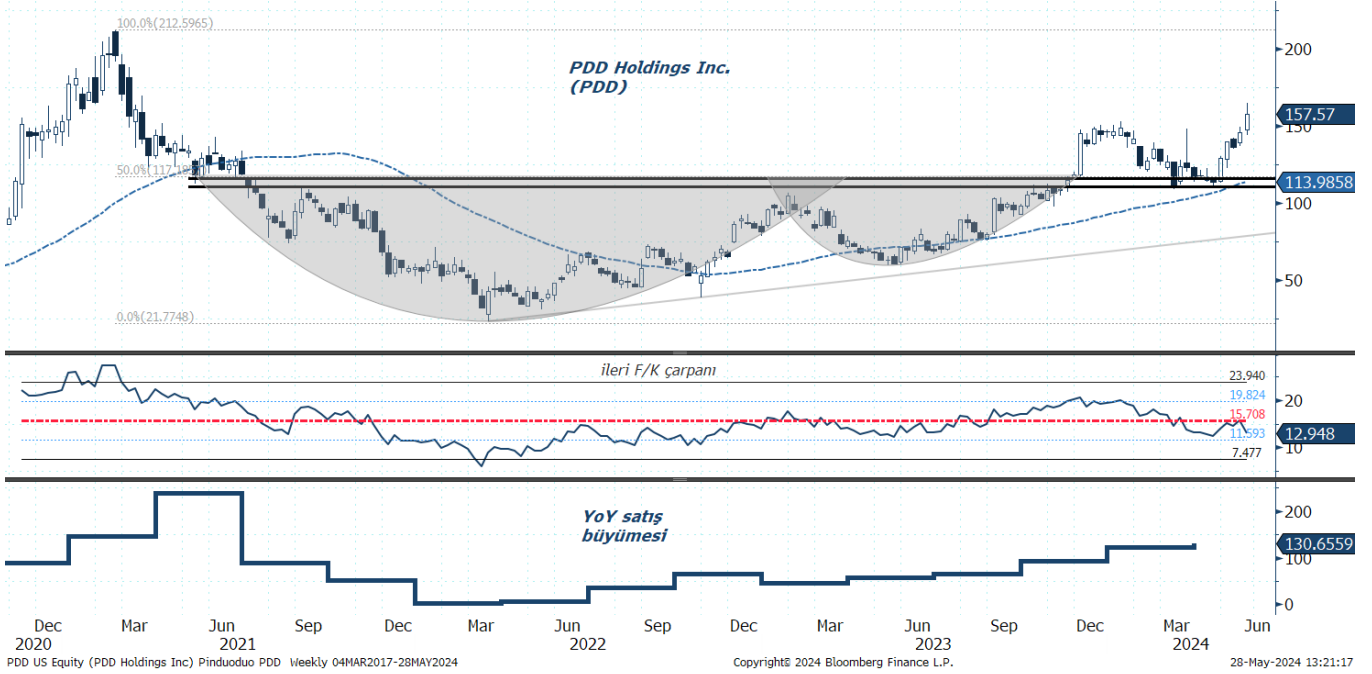 100.0%(212.5965)
200
PDD Holdings Inc.
(PDD)
157.57
150
50.0%(117.18
113.9858
100
50
0.0%(21.7748)
ileri F/K çarpanı
23.940
19.824
20
15.708
11.593
12.948
10
7.477
YoY satış
büyümesi
200
130.6559
100
0
Dec Mar Jun Sep Dec Mar Jun Sep Dec Mar Jun Sep Dec Mar Jun
2020 2021 2022 2023 2024
PDD US Equity (PDD Holdings Inc) Pinduoduo PDD Weekly 04MAR2017-28MAY2024 Copyright© 2024 Bloomberg Finance L.P. 28-May-2024 13:21:17